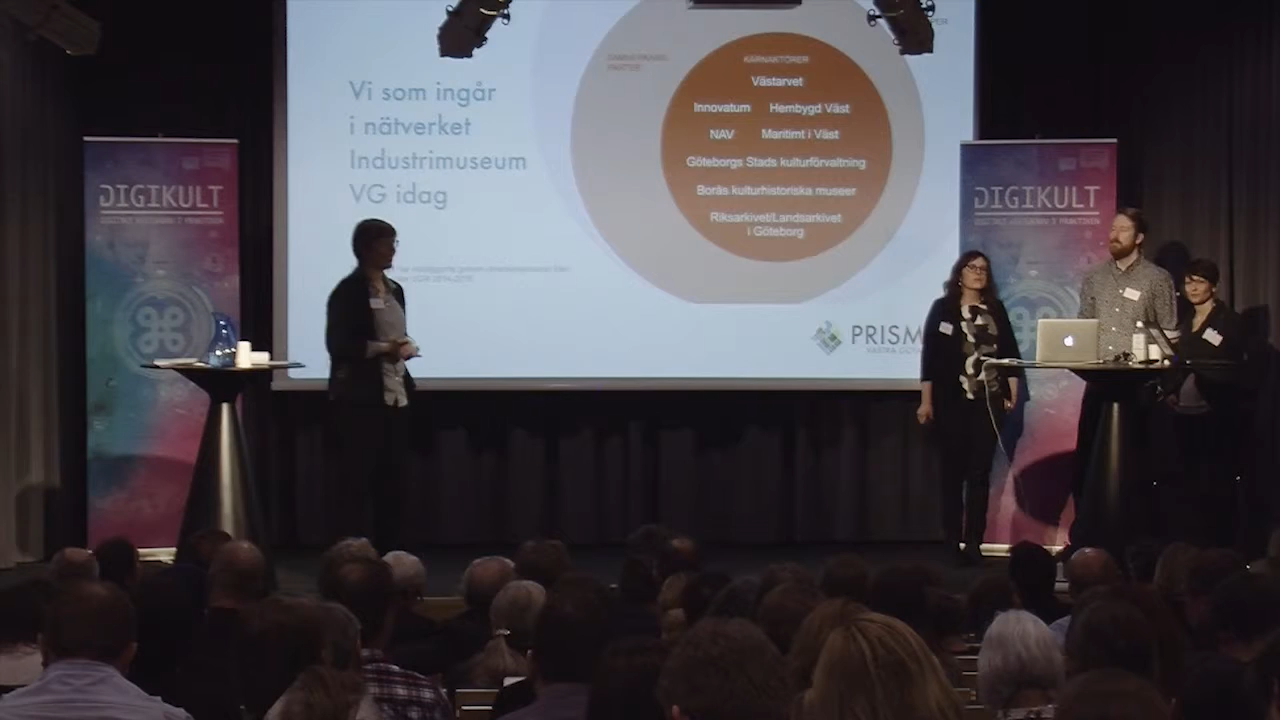 Vi som ingår
i nätverket
Industrimuseum
VG idag
KÄRNAKTÖRER
Västarvet
Innovatum Hembygd Väst
NAV Maritimt i Väst
Göteborgs Stads kulturförvaltning
Borås kulturhistoriska museer
Riksarkivet/Landsarkivet
i Göteborg
PRISM
DIGIKULT
DIGIKULT